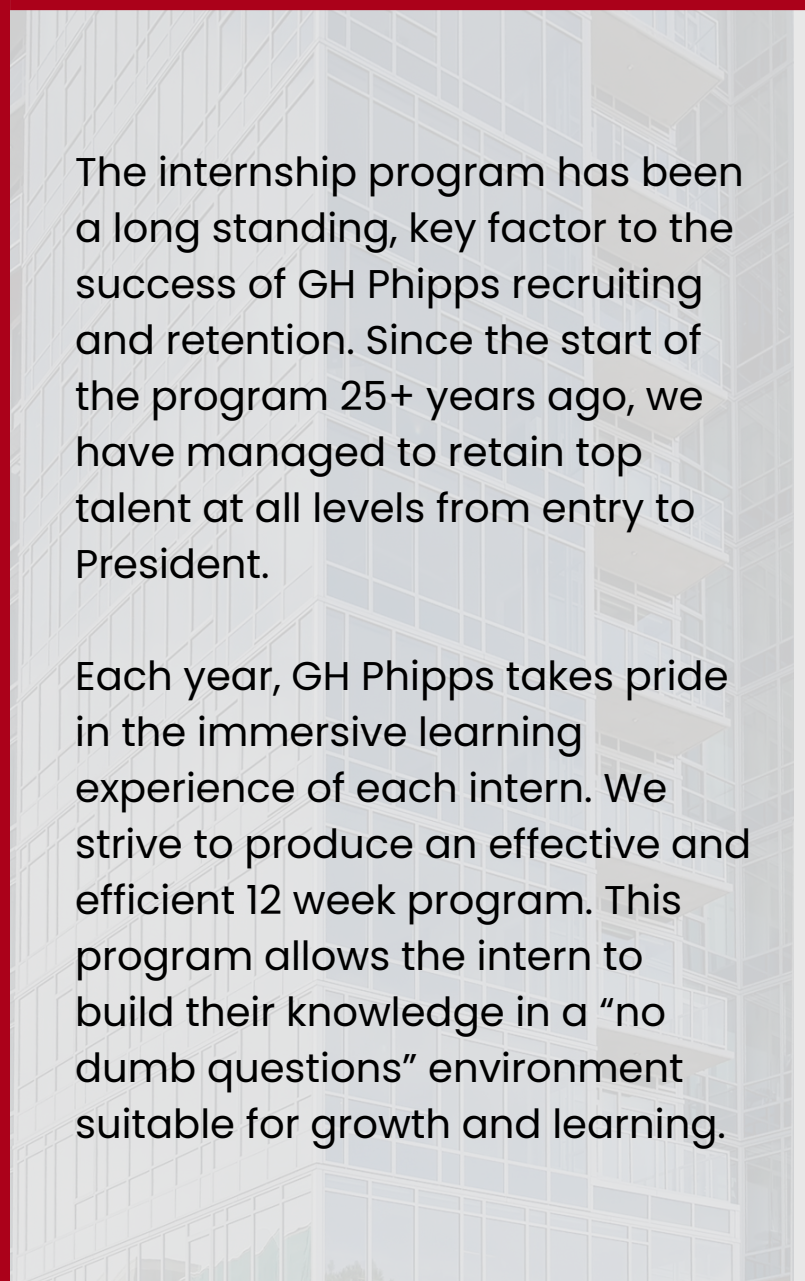 The internship program has been
a long standing, key factor to the
success of GH Phipps recruiting
and retention. Since the start of
the program 25+ years ago, we
have managed to retain top
talent at all levels from entry to
President.
Each year, GH Phipps takes pride
in the immersive learning
experience of each intern. We
strive to produce an effective and
efficient 12 week program. This
program allows the intern to
build their knowledge in a “no
dumb questions” environment
suitable for growth and learning.